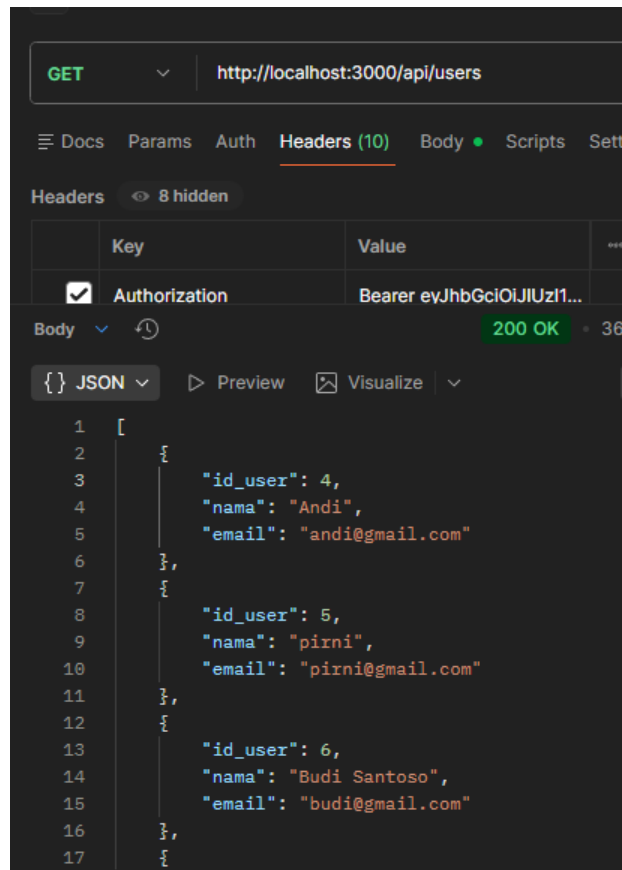 GET http://localhost:3000/api/users
Docs Params Auth Headers (10) Body Scripts
Headers 8 hidden
Key Value
Authorization Bearer eyJhbGciOiJIUzI1...
Body 200 OK 36
{} JSON Preview Visualize
1 [
2 {
3 "id_user": 4,
4 "nama": "Andi",
5 "email": "andi@gmail.com"
6 },
7 {
8 "id_user": 5,
9 "nama": "pirni",
10 "email": "pirni@gmail.com"
11 },
12 {
13 "id_user": 6,
14 "nama": "Budi Santoso",
15 "email": "budi@gmail.com"
16 },
17 {